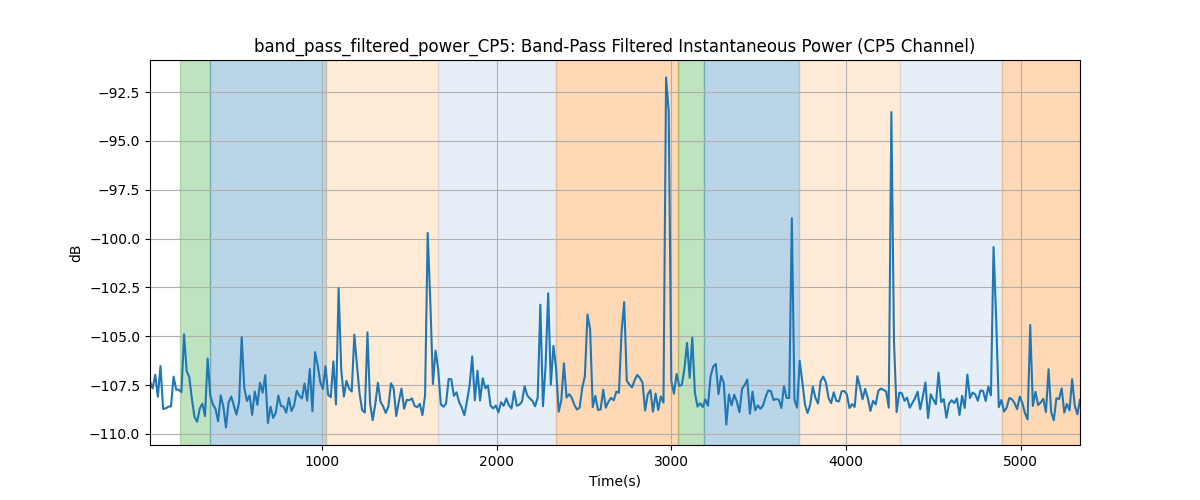 band_pass_filtered_power_CP5: Band-Pass Filtered Instantaneous Power (CP5 Channel)
−92.5
−95.0
−97.5
−100.0
−102.5
−105.0
−107.5
−110.0
dB
1000 2000 3000 4000 5000
Time(s)